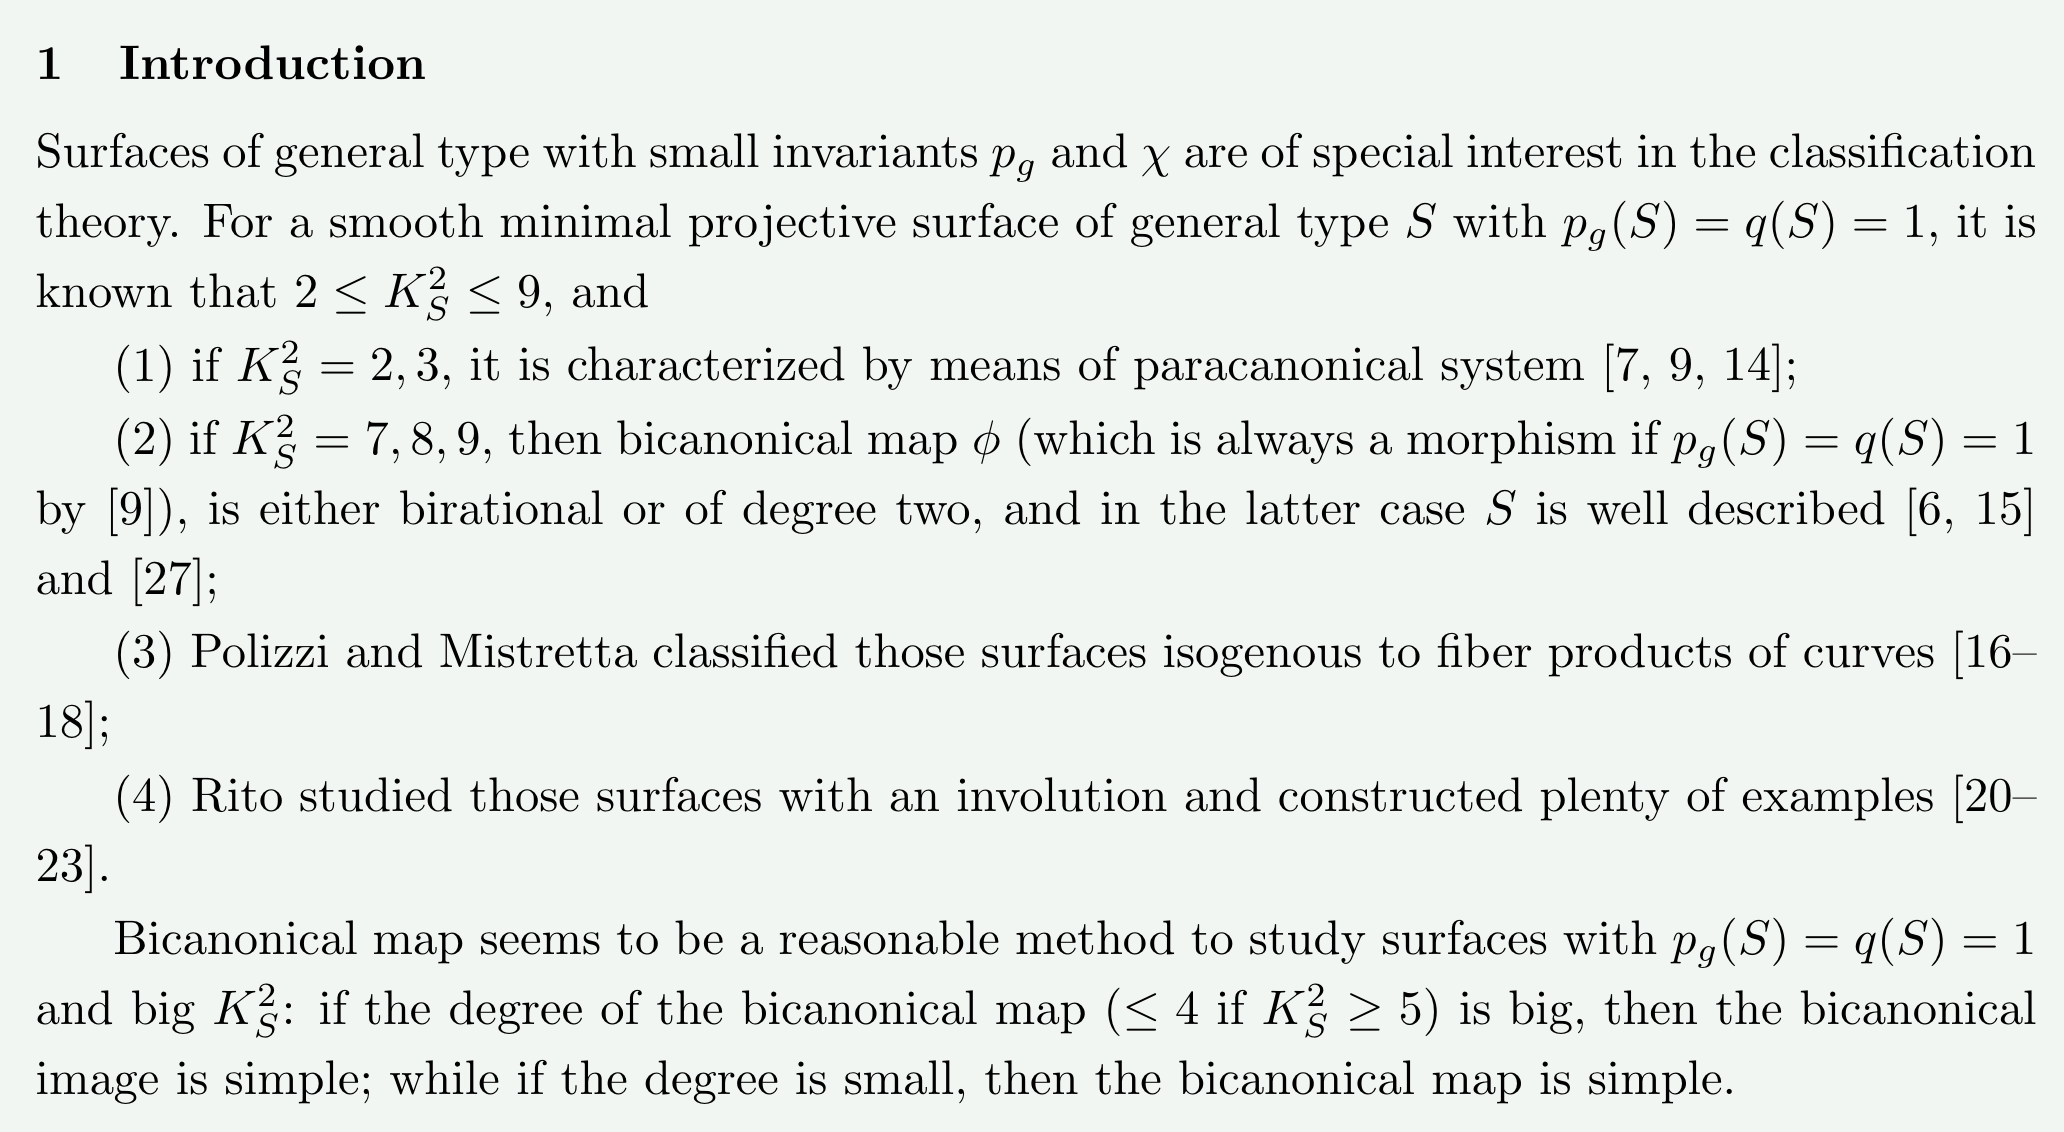 1 Introduction
Surfaces of general type with small invariants $p_g$ and $\chi$ are of special interest in the classification
theory. For a smooth minimal projective surface of general type $S$ with $p_g(S) = q(S) = 1$, it is
known that $2 \leq K_S^2 \leq 9$, and
(1) if $K_S^2 = 2, 3$, it is characterized by means of paracanonical system [7, 9, 14];
(2) if $K_S^2 = 7, 8, 9$, then bicanonical map $\phi$ (which is always a morphism if $p_g(S) = q(S) = 1$
by [9]), is either birational or of degree two, and in the latter case $S$ is well described [6, 15]
and [27];
(3) Polizzi and Mistretta classified those surfaces isogenous to fiber products of curves [16–
18];
(4) Rito studied those surfaces with an involution and constructed plenty of examples [20–
23].
Bicanonical map seems to be a reasonable method to study surfaces with $p_g(S) = q(S) = 1$
and big $K_S^2$: if the degree of the bicanonical map ($\leq 4$ if $K_S^2 \geq 5$) is big, then the bicanonical
image is simple; while if the degree is small, then the bicanonical map is simple.